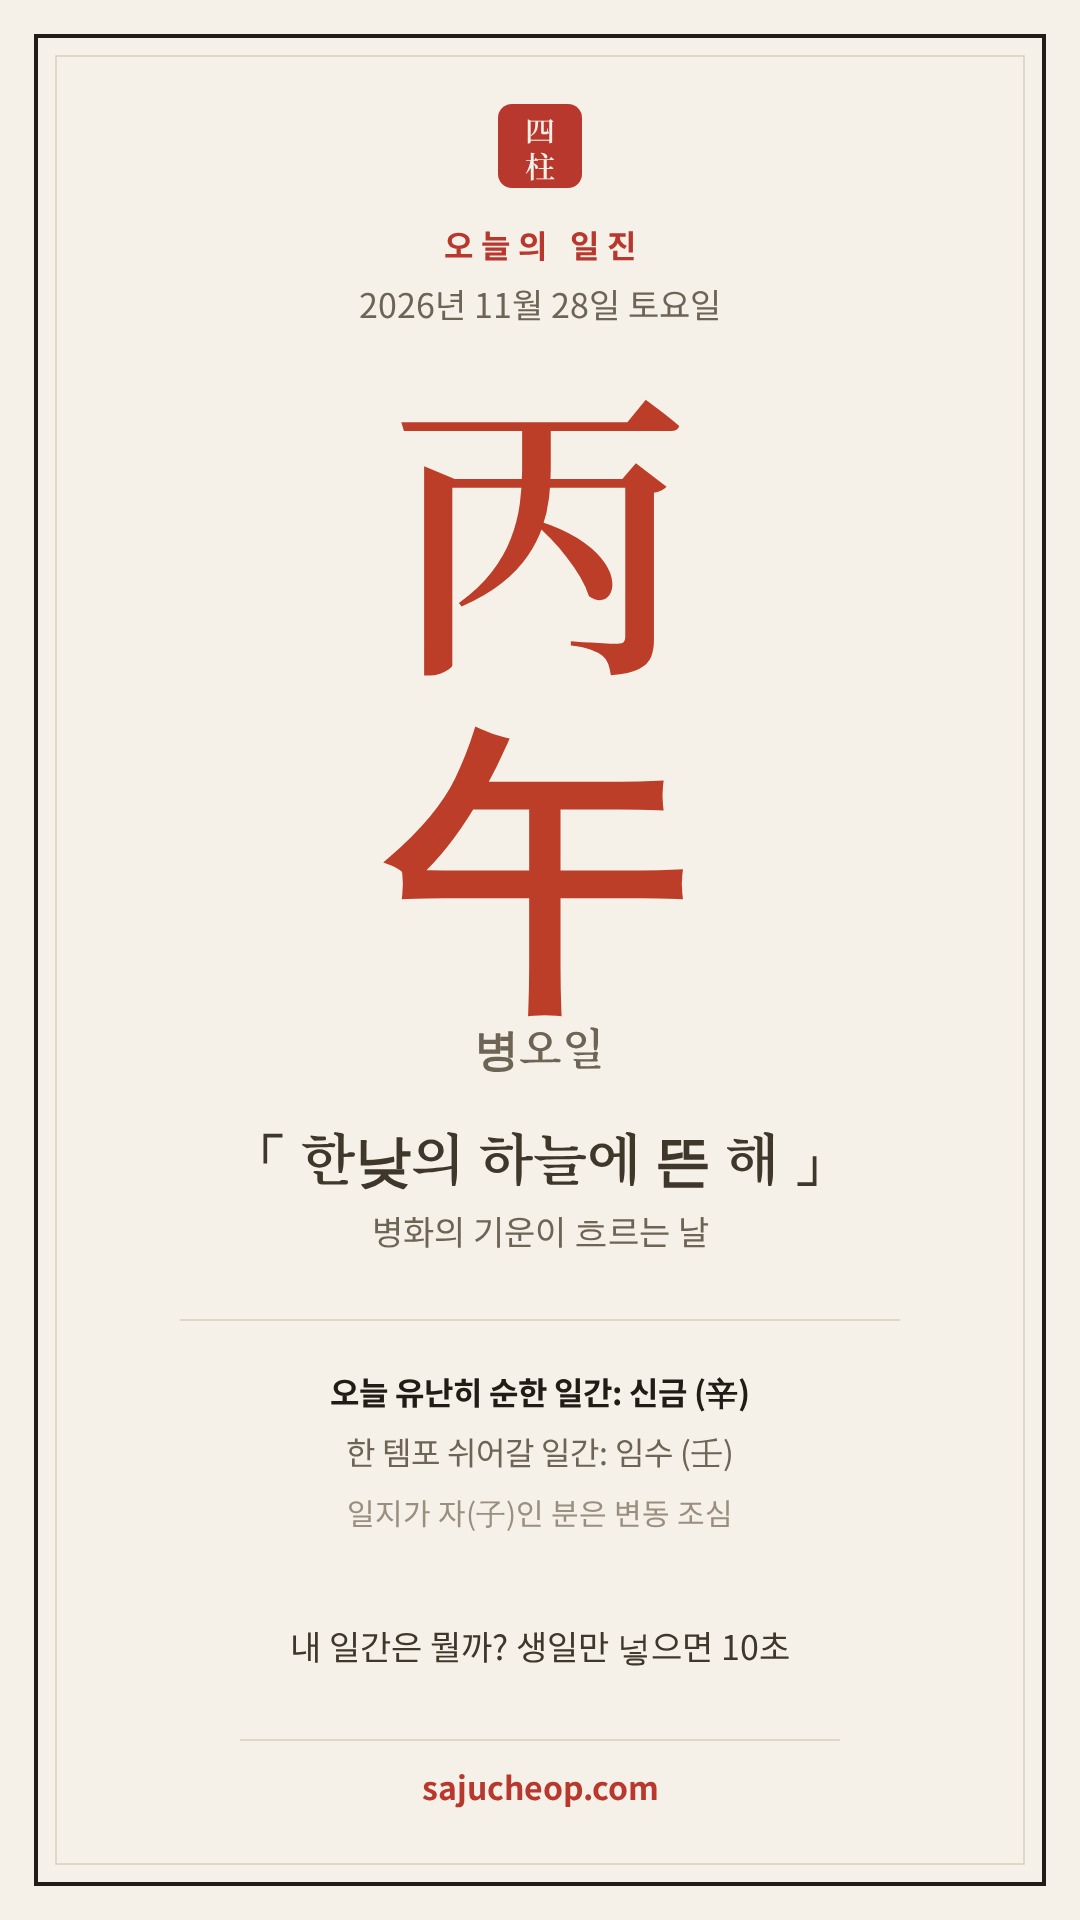 四
柱
오늘의 일진
2026년 11월 28일 토요일
丙
午
병오일
「 한낮의 하늘에 뜬 해 」
병화의 기운이 흐르는 날
오늘 유난히 순한 일간: 신금 (辛)
한 템포 쉬어갈 일간: 임수 (壬)
일지가 자(子)인 분은 변동 조심
내 일간은 뭘까? 생일만 넣으면 10초
sajucheop.com